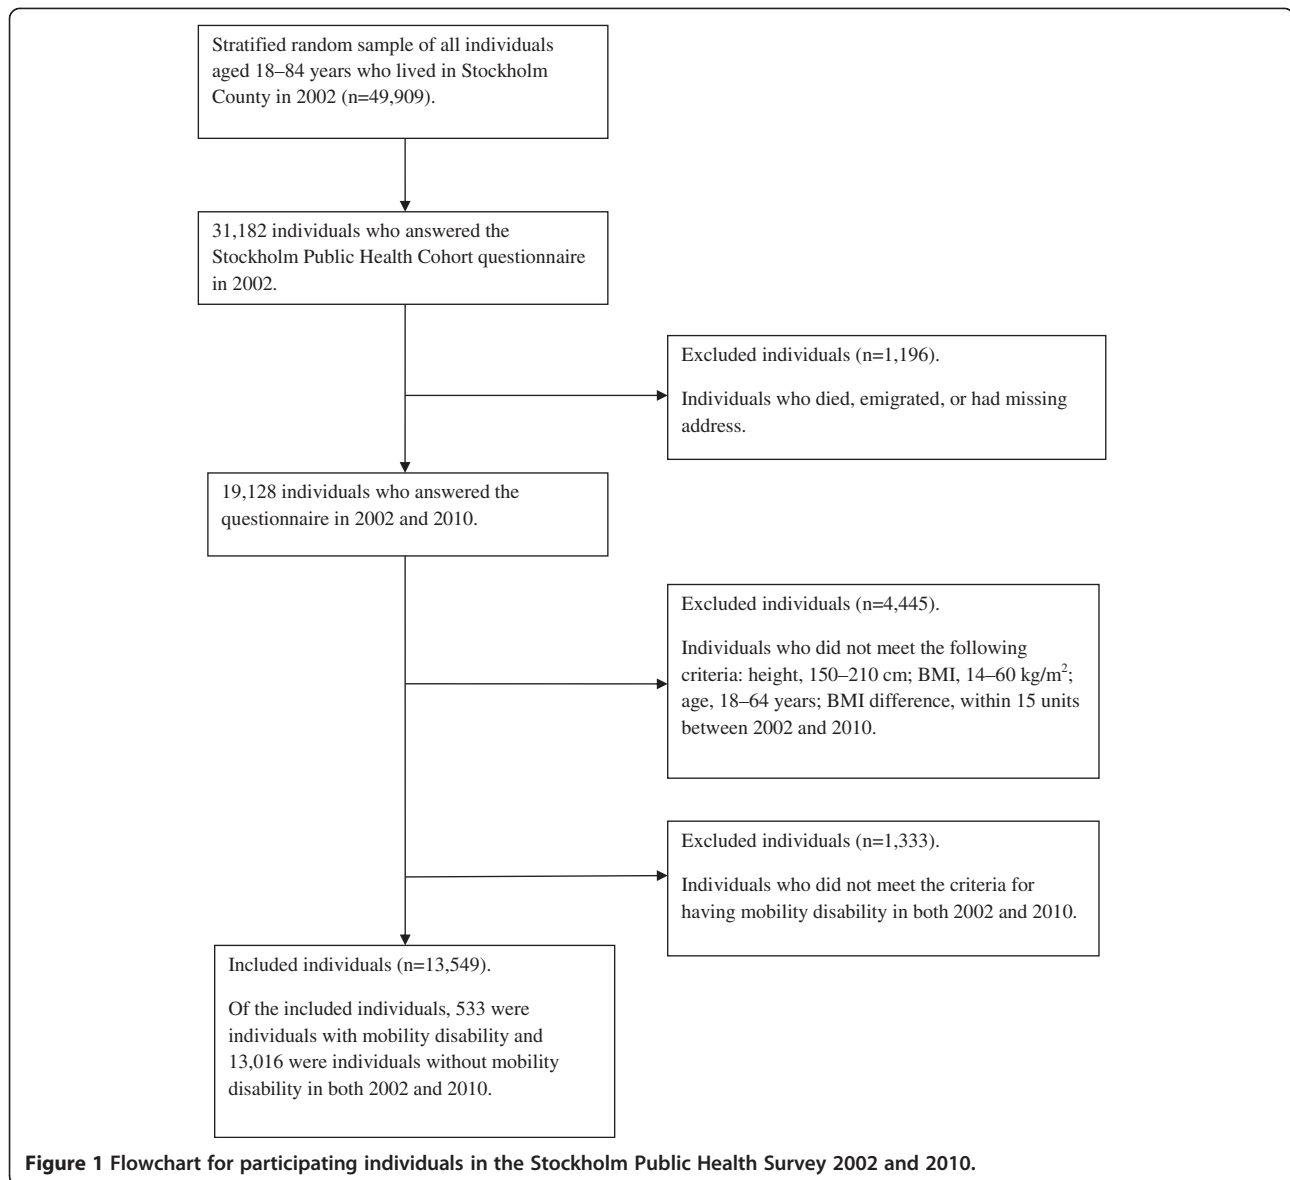 Stratified random sample of all individuals
aged 18–84 years who lived in Stockholm
County in 2002 (n=49,909).
31,182 individuals who answered the
Stockholm Public Health Cohort questionnaire
in 2002.
Excluded individuals (n=1,196).
Individuals who died, emigrated, or had missing
address.
19,128 individuals who answered the
questionnaire in 2002 and 2010.
Excluded individuals (n=4,445).
Individuals who did not meet the following
criteria: height, 150–210 cm; BMI, 14–60 kg/m²;
age, 18–64 years; BMI difference, within 15 units
between 2002 and 2010.
Excluded individuals (n=1,333).
Individuals who did not meet the criteria for
having mobility disability in both 2002 and 2010.
Included individuals (n=13,549).
Of the included individuals, 533 were
individuals with mobility disability and
13,016 were individuals without mobility
disability in both 2002 and 2010.
Figure 1 Flowchart for participating individuals in the Stockholm Public Health Survey 2002 and 2010.